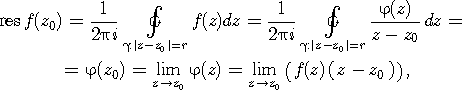 res f(z₀) = 1/(2πi) ∮_{γ:|z−z₀|=r} f(z)dz = 1/(2πi) ∮_{γ:|z−z₀|=r} φ(z)/(z − z₀) dz =
= φ(z₀) = lim_{z→z₀} φ(z) = lim_{z→z₀} (f(z)(z − z₀)),